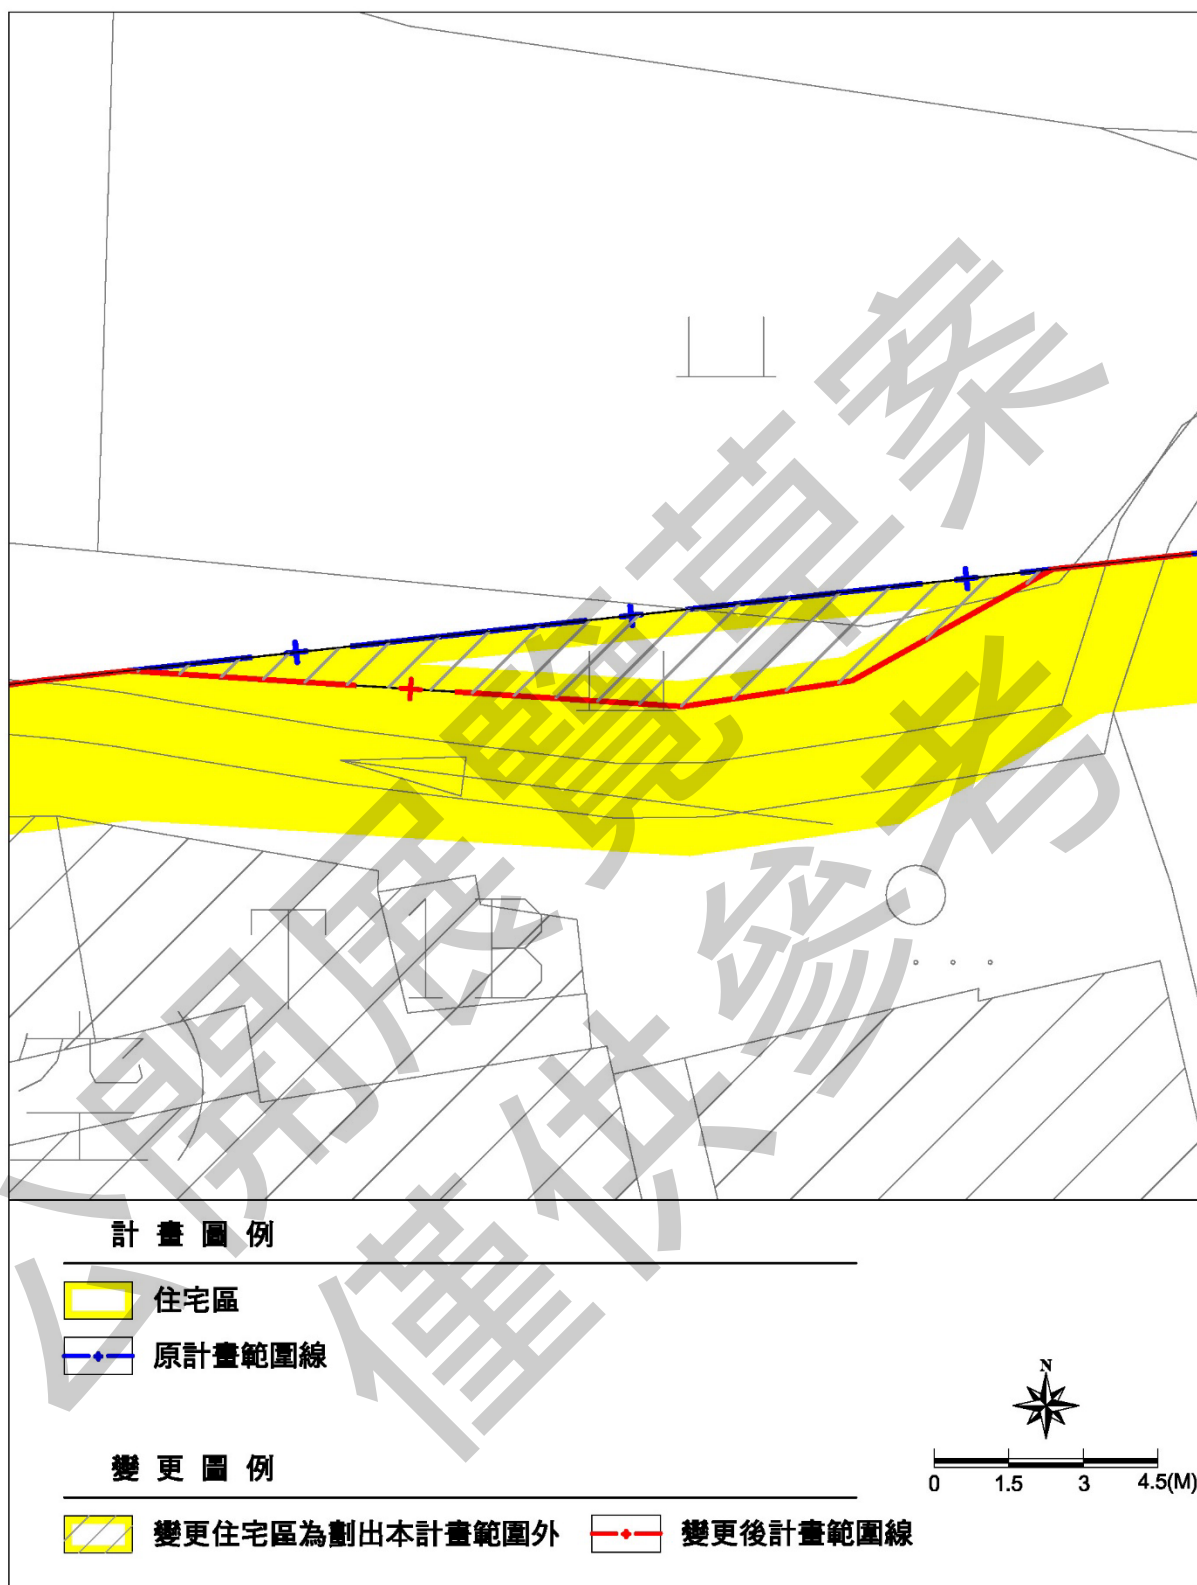 公開展覽草案
僅供參考
1B
計畫圖例
住宅區
原計畫範圍線
N
0 1.5 3 4.5(M)
變更圖例
變更住宅區為劃出本計畫範圍外
變更後計畫範圍線